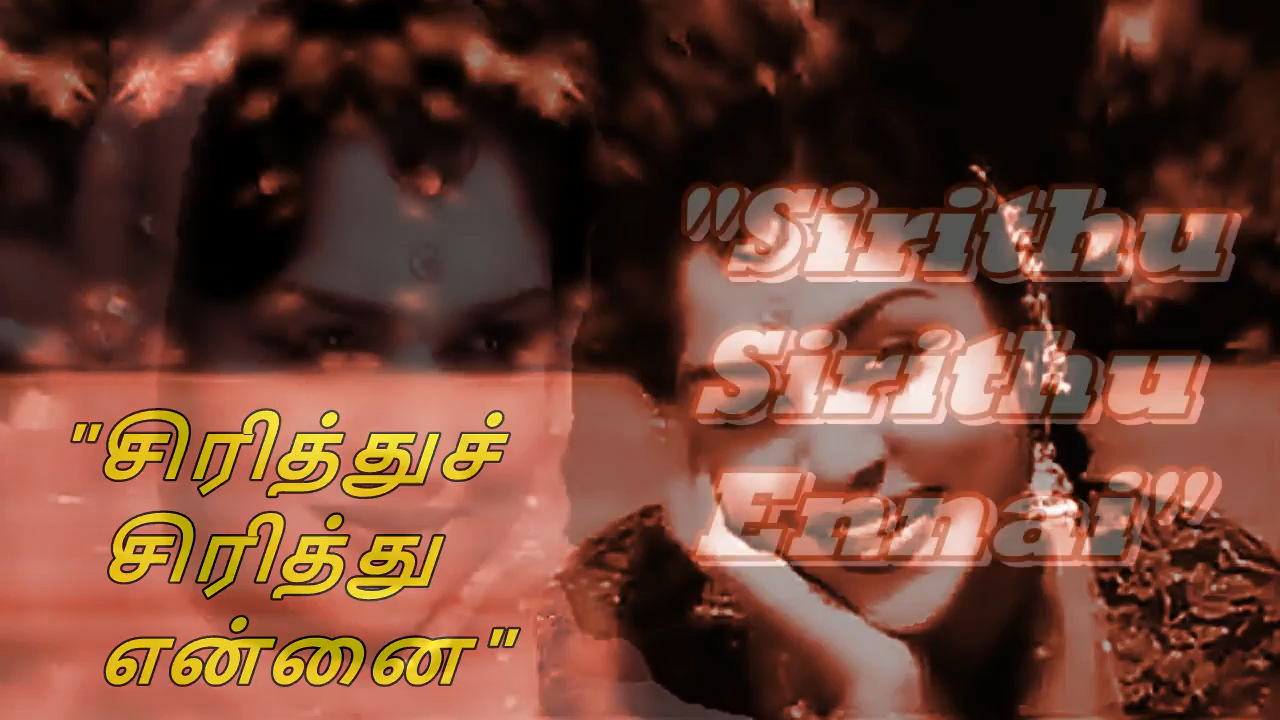 "சிரித்துச்
சிரித்து
என்னை"
"Sirithu
Sirithu
Ennai"